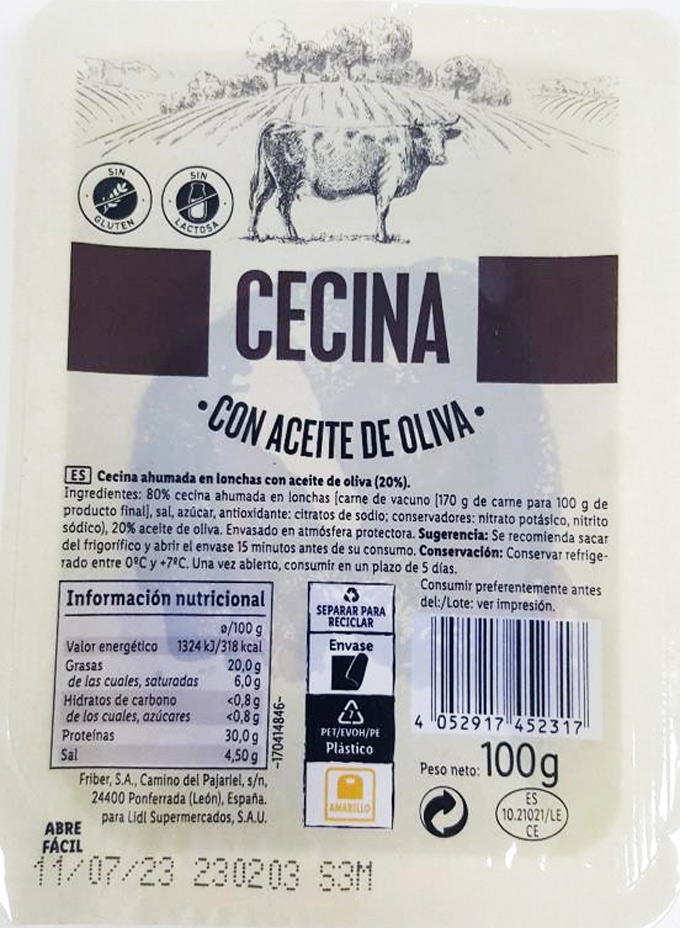 SIN
GLUTEN
SIN
LACTOSA
CECINA
• CON ACEITE DE OLIVA •
ES Cecina ahumada en lonchas con aceite de oliva (20%).
Ingredientes: 80% cecina ahumada en lonchas [carne de vacuno [170 g de carne para 100 g de
producto final], sal, azúcar, antioxidante: citratos de sodio; conservadores: nitrato potásico, nitrito
sódico), 20% aceite de oliva. Envasado en atmósfera protectora. Sugerencia: Se recomienda sacar
del frigorífico y abrir el envase 15 minutos antes de su consumo. Conservación: Conservar refrige-
rado entre 0ºC y +7ºC. Una vez abierto, consumir en un plazo de 5 días.
Consumir preferentemente antes
del:/Lote: ver impresión.
Información nutricional
ø/100 g
Valor energético 1324 kJ/318 kcal
Grasas 20,0 g
de las cuales, saturadas 6,0 g
Hidratos de carbono <0,8 g
de los cuales, azúcares <0,8 g
Proteínas 30,0 g
Sal 4,50 g
-170414846-
SEPARAR PARA
RECICLAR
Envase
7
PET/EVOH/PE
Plástico
AMARILLO
4 052917 452317
Peso neto: 100g
ES
10.21021/LE
CE
Friber, S.A., Camino del Pajariel, s/n,
24400 Ponferrada (León), España.
para Lidl Supermercados, S.A.U.
ABRE
FÁCIL
11/07/23 230203 S3M